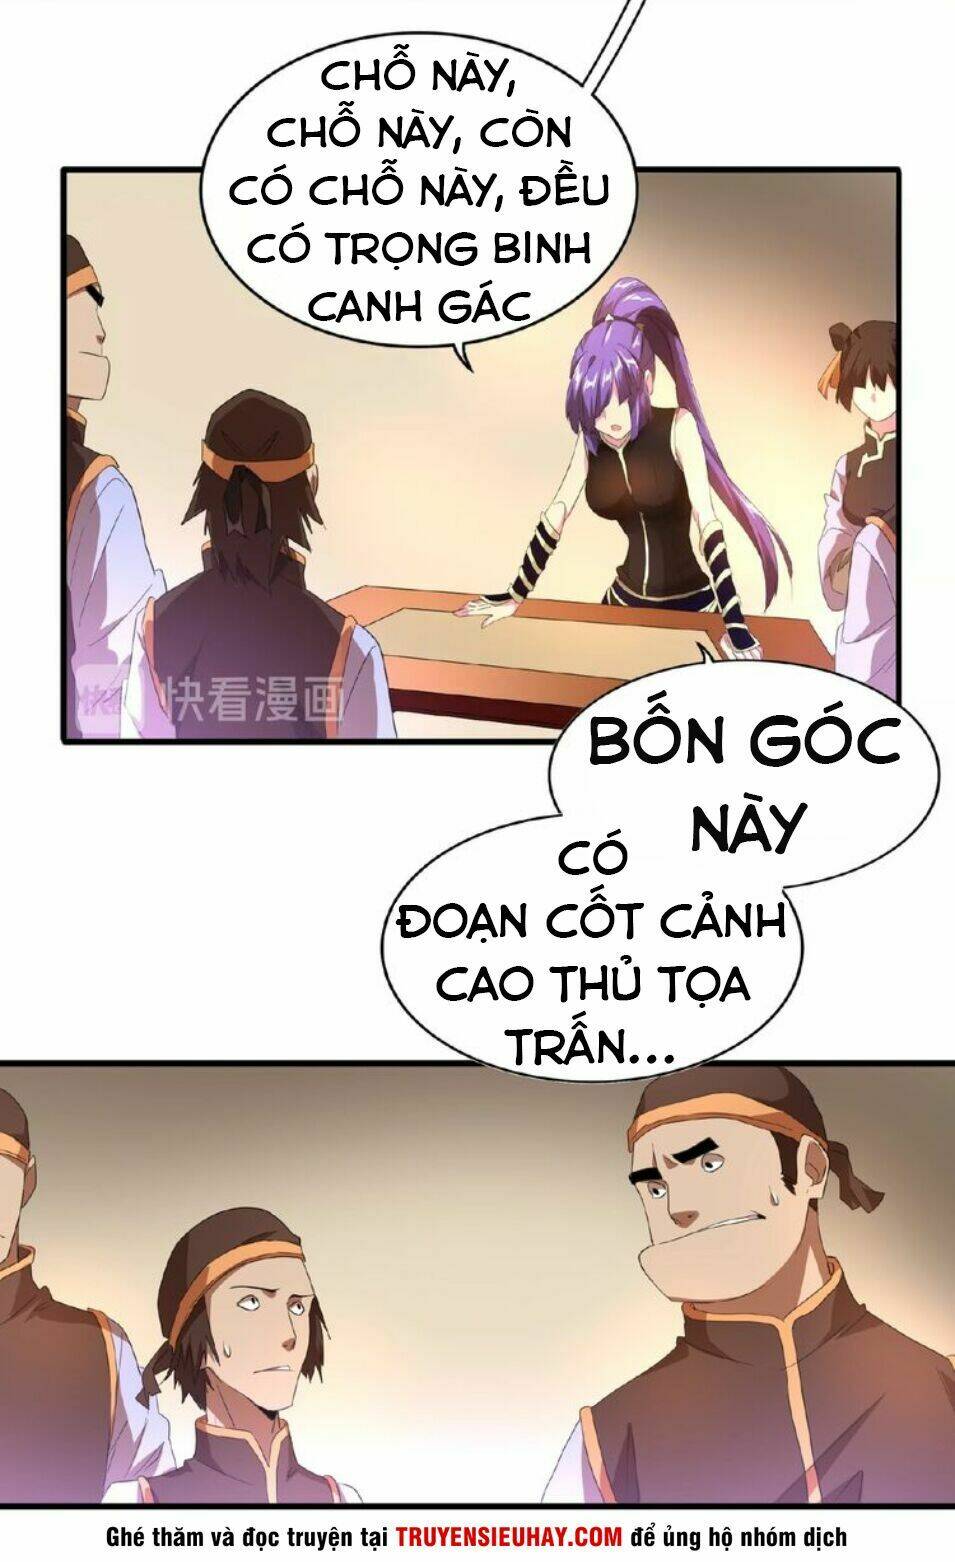 CHỖ NÀY,
CHỖ NÀY, CÒN
CÓ CHỖ NÀY, ĐỀU
CÓ TRỌNG BINH
CANH GÁC
快看漫画
BỐN GÓC
NÀY
CÓ
ĐOẠN CỐT CẢNH
CAO THỦ TỌA
TRẤN...
Ghé thăm và đọc truyện tại TRUYENSIEUHAY.COM để ủng hộ nhóm dịch